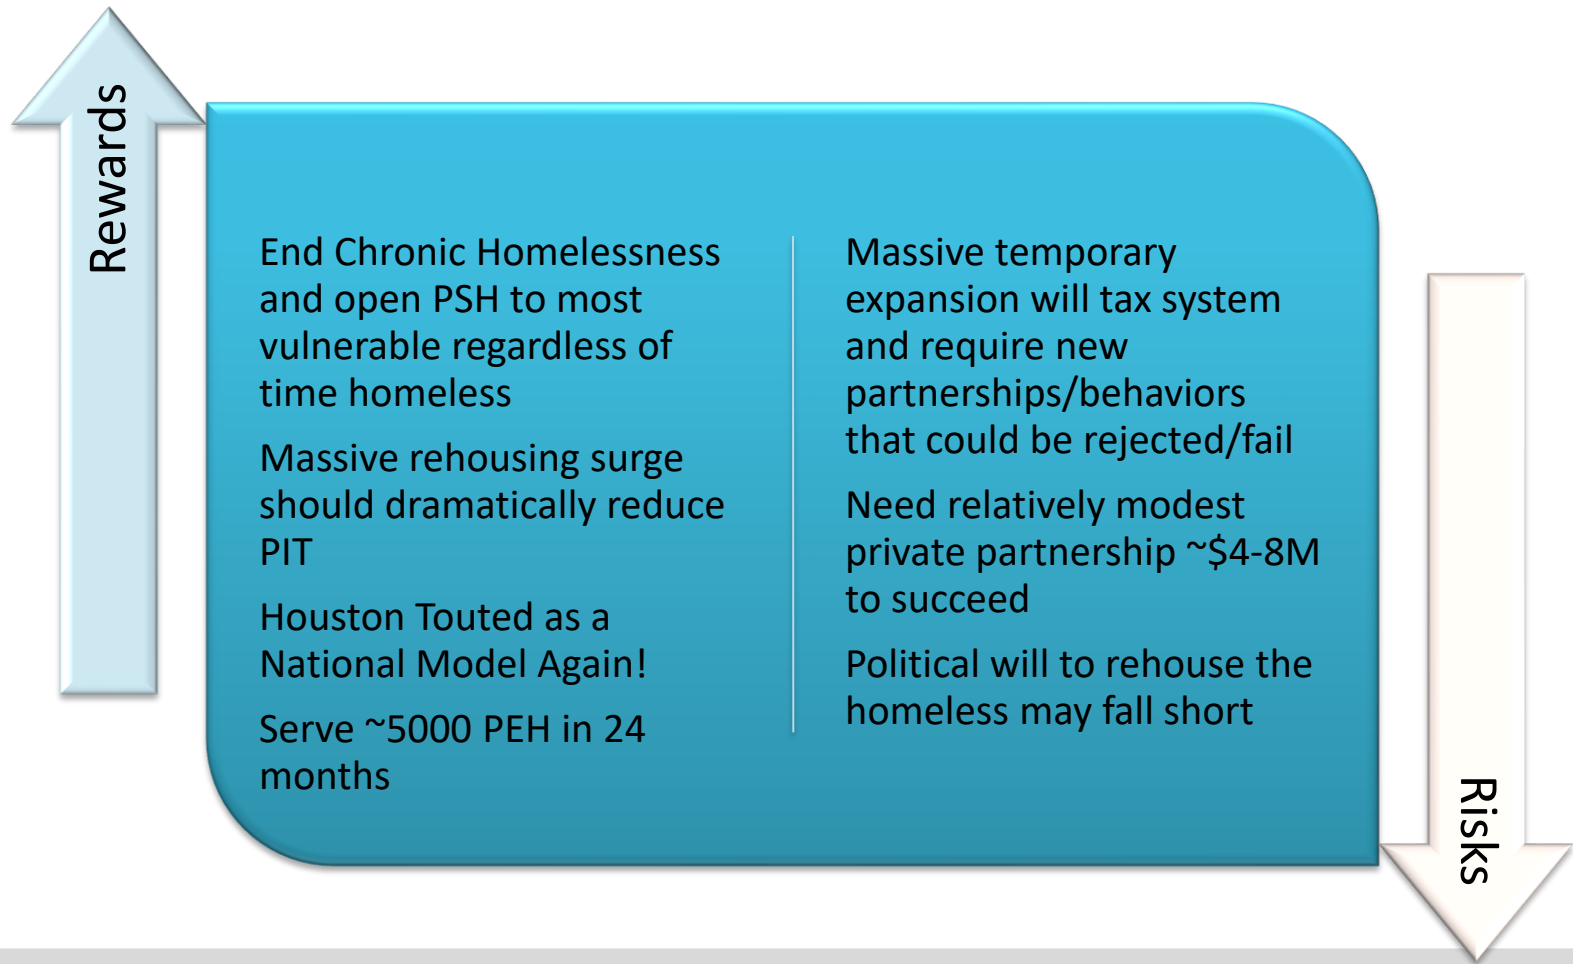 Rewards
End Chronic Homelessness
and open PSH to most
vulnerable regardless of
time homeless
Massive rehousing surge
should dramatically reduce
PIT
Houston Touted as a
National Model Again!
Serve ~5000 PEH in 24
months
Massive temporary
expansion will tax system
and require new
partnerships/behaviors
that could be rejected/fail
Need relatively modest
private partnership ~$4-8M
to succeed
Political will to rehouse the
homeless may fall short
Risks